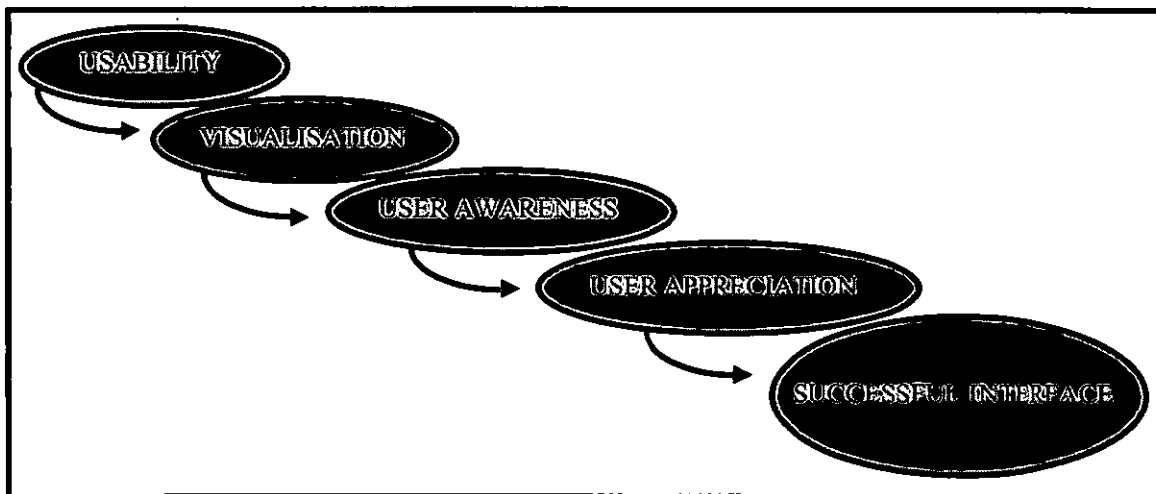 USABILITY
VISUALISATION
USER AWARENESS
USER APPRECIATION
SUCCESSFUL INTERFACE